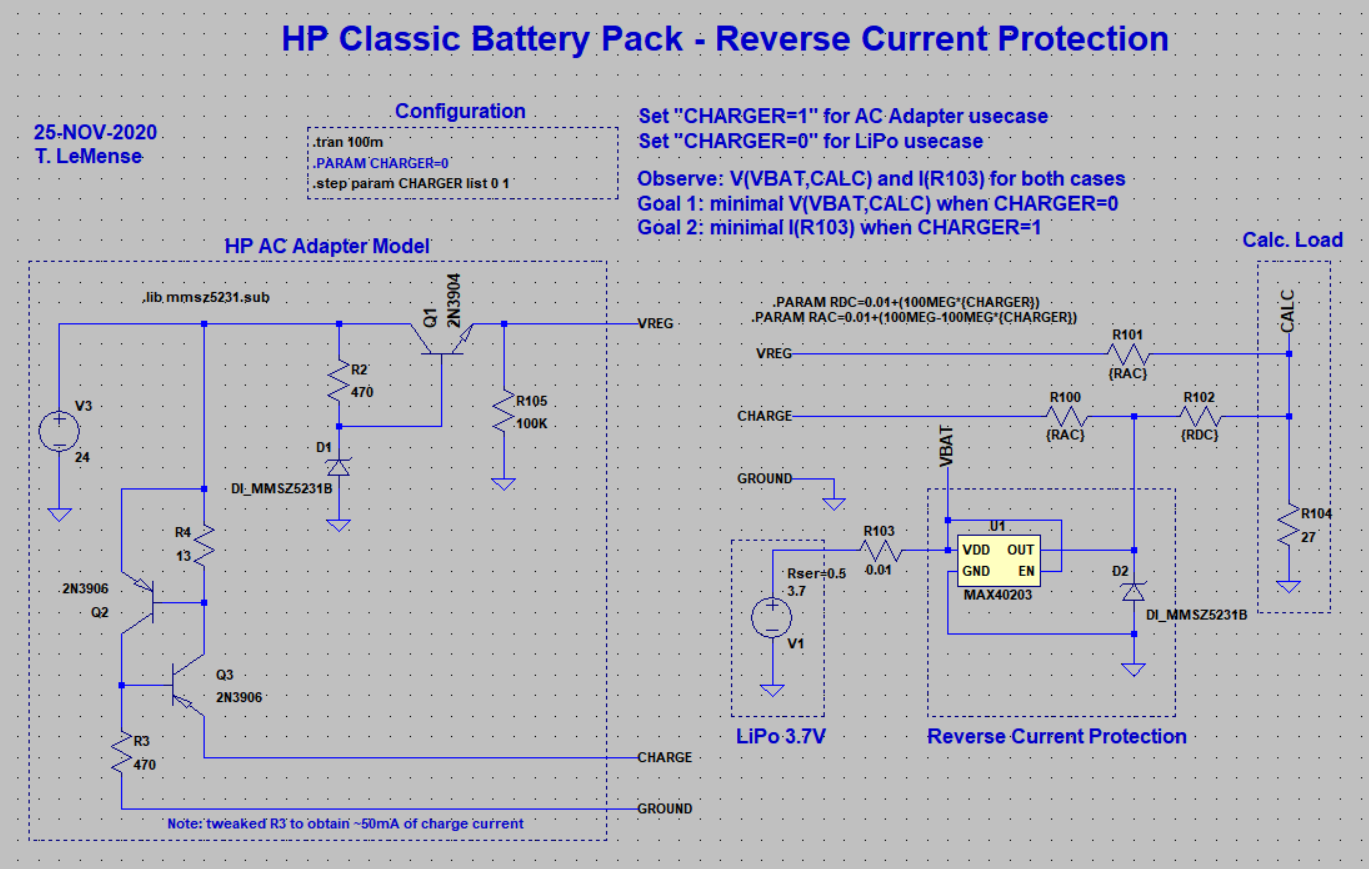 HP Classic Battery Pack - Reverse Current Protection
25-NOV-2020
T. LeMense
Configuration
.tran 100m
.PARAM CHARGER=0
.step param CHARGER list 0 1
Set "CHARGER=1" for AC Adapter usecase
Set "CHARGER=0" for LiPo usecase
Observe: V(VBAT,CALC) and I(R103) for both cases
Goal 1: minimal V(VBAT,CALC) when CHARGER=0
Goal 2: minimal I(R103) when CHARGER=1
HP AC Adapter Model
.lib mmsz5231.sub
Q1
2N3904
VREG
R2
470
R105
100K
V3
24
D1
DI_MMSZ5231B
R4
13
2N3906
Q2
Q3
2N3906
R3
470
CHARGE
GROUND
Note: tweaked R3 to obtain ~50mA of charge current
Calc. Load
.PARAM RDC=0.01+(100MEG*{CHARGER})
.PARAM RAC=0.01+(100MEG-100MEG*{CHARGER})
CALC
VREG
R101
{RAC}
CHARGE
R100
{RAC}
R102
{RDC}
VBAT
GROUND
R103
0.01
U1
VDD OUT
GND EN
MAX40203
D2
DI_MMSZ5231B
R104
27
Rser=0.5
3.7
V1
LiPo 3.7V
Reverse Current Protection